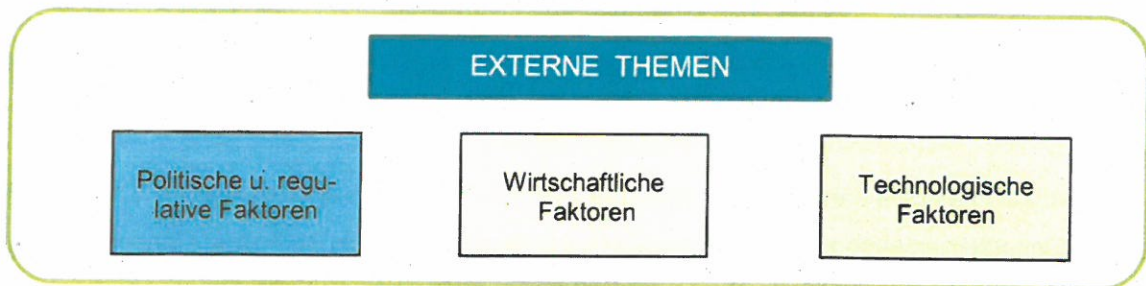 EXTERNE THEMEN
Politische u. regu-
lative Faktoren
Wirtschaftliche
Faktoren
Technologische
Faktoren